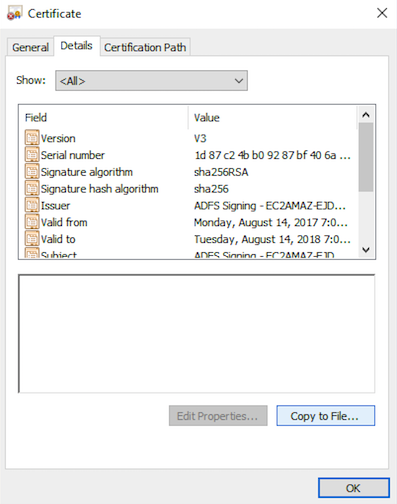 Certificate
General Details Certification Path
Show: <All>
Field Value
Version V3
Serial number 1d 87 c2 4b b0 92 87 bf 40 6a ...
Signature algorithm sha256RSA
Signature hash algorithm sha256
Issuer ADFS Signing - EC2AMAZ-EJD...
Valid from Monday, August 14, 2017 7:0...
Valid to Tuesday, August 14, 2018 7:0...
Subject ADFS Signing - EC2AMAZ-EJD...
Edit Properties... Copy to File...
OK